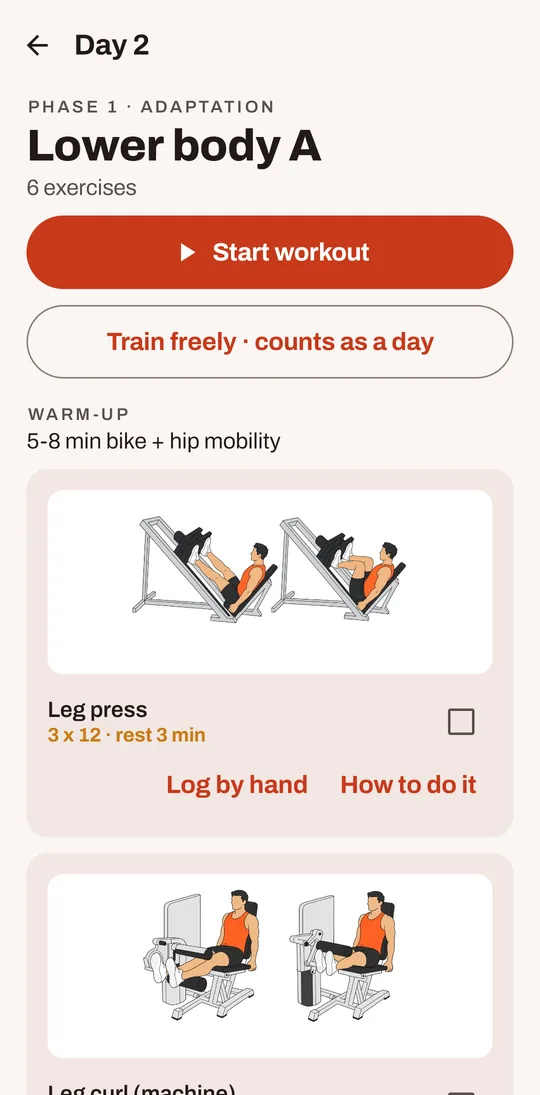 Day 2
PHASE 1 · ADAPTATION
Lower body A
6 exercises
Start workout
Train freely · counts as a day
WARM-UP
5-8 min bike + hip mobility
Leg press
3 x 12 · rest 3 min
Log by hand How to do it
Leg curl (machine)